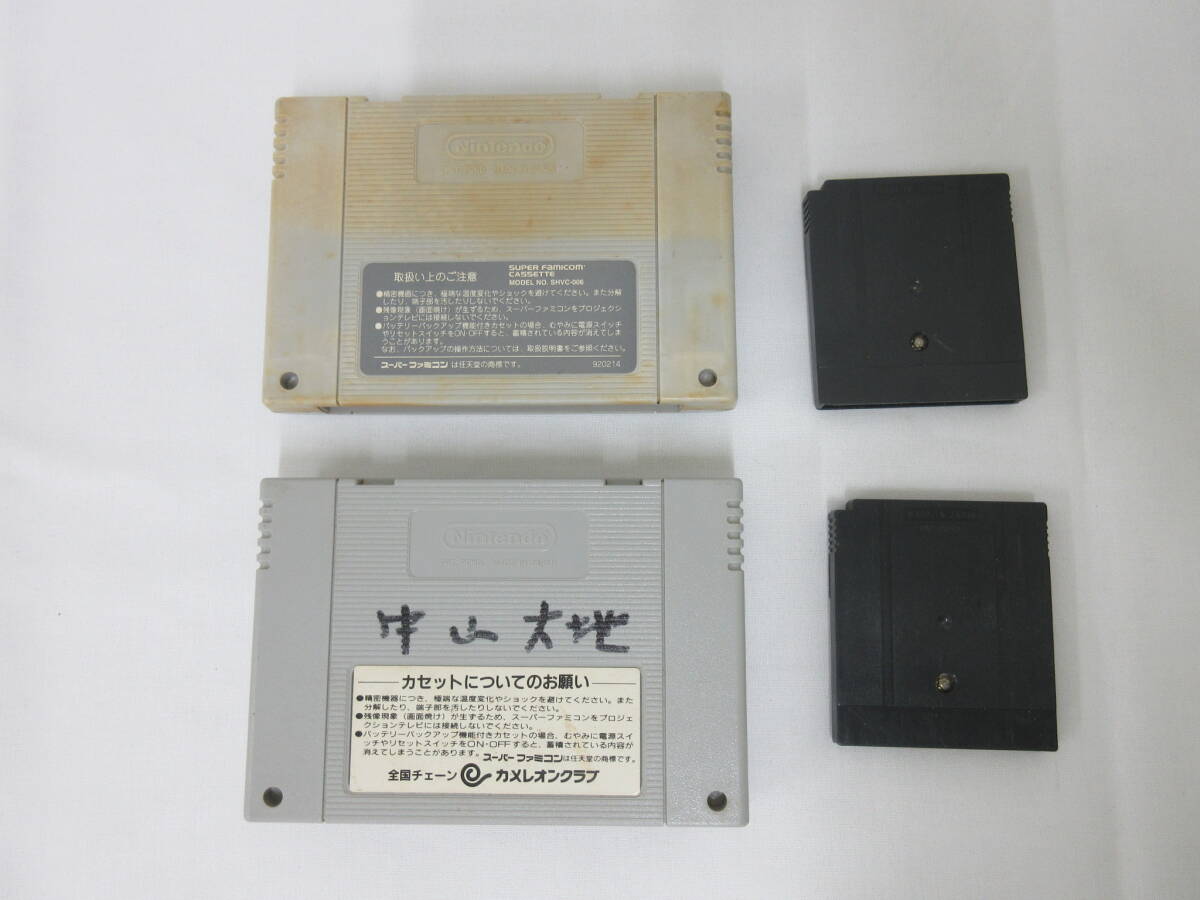 Nintendo
取扱い上のご注意
SUPER FAMICOM
CASSETTE
MODEL NO. SHVC-006
●精密機器につき、極端な温度変化やショックを避けてください。また分解
したり、端子部を汚したりしないでください。
●残像現象（画面焼け）が生ずるため、スーパーファミコンをプロジェクシ
ョンテレビには接続しないでください。
●バッテリーバックアップ機能付きカセットの場合、むやみに電源スイッチ
やリセットスイッチをON・OFFすると、蓄積されている内容が消えてしま
うことがあります。
なお、バックアップの操作方法については、取扱説明書をご参照ください。
スーパーファミコンは任天堂の商標です。 920214
Nintendo
中山大地
カセットについてのお願い
●精密機器につき、極端な温度変化やショックを避けてください。また
分解したり、端子部を汚したりしないでください。
●残像現象（画面焼け）が生ずるため、スーパーファミコンをプロジェ
クションテレビには接続しないでください。
●バッテリーバックアップ機能付きカセットの場合、むやみに電源スイ
ッチやリセットスイッチをON・OFFすると、蓄積されている内容が
消えてしまうことがあります。スーパーファミコンは任天堂の商標です。
全国チェーン カメレオンクラブ